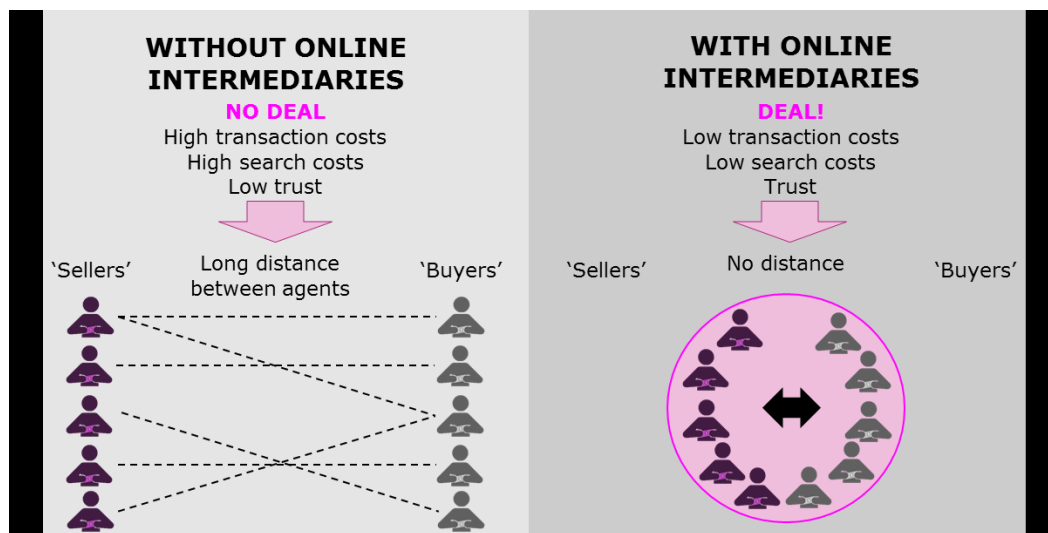 WITHOUT ONLINE
INTERMEDIARIES
NO DEAL
High transaction costs
High search costs
Low trust
‘Sellers’
Long distance
between agents
‘Buyers’
WITH ONLINE
INTERMEDIARIES
DEAL!
Low transaction costs
Low search costs
Trust
‘Sellers’
No distance
‘Buyers’